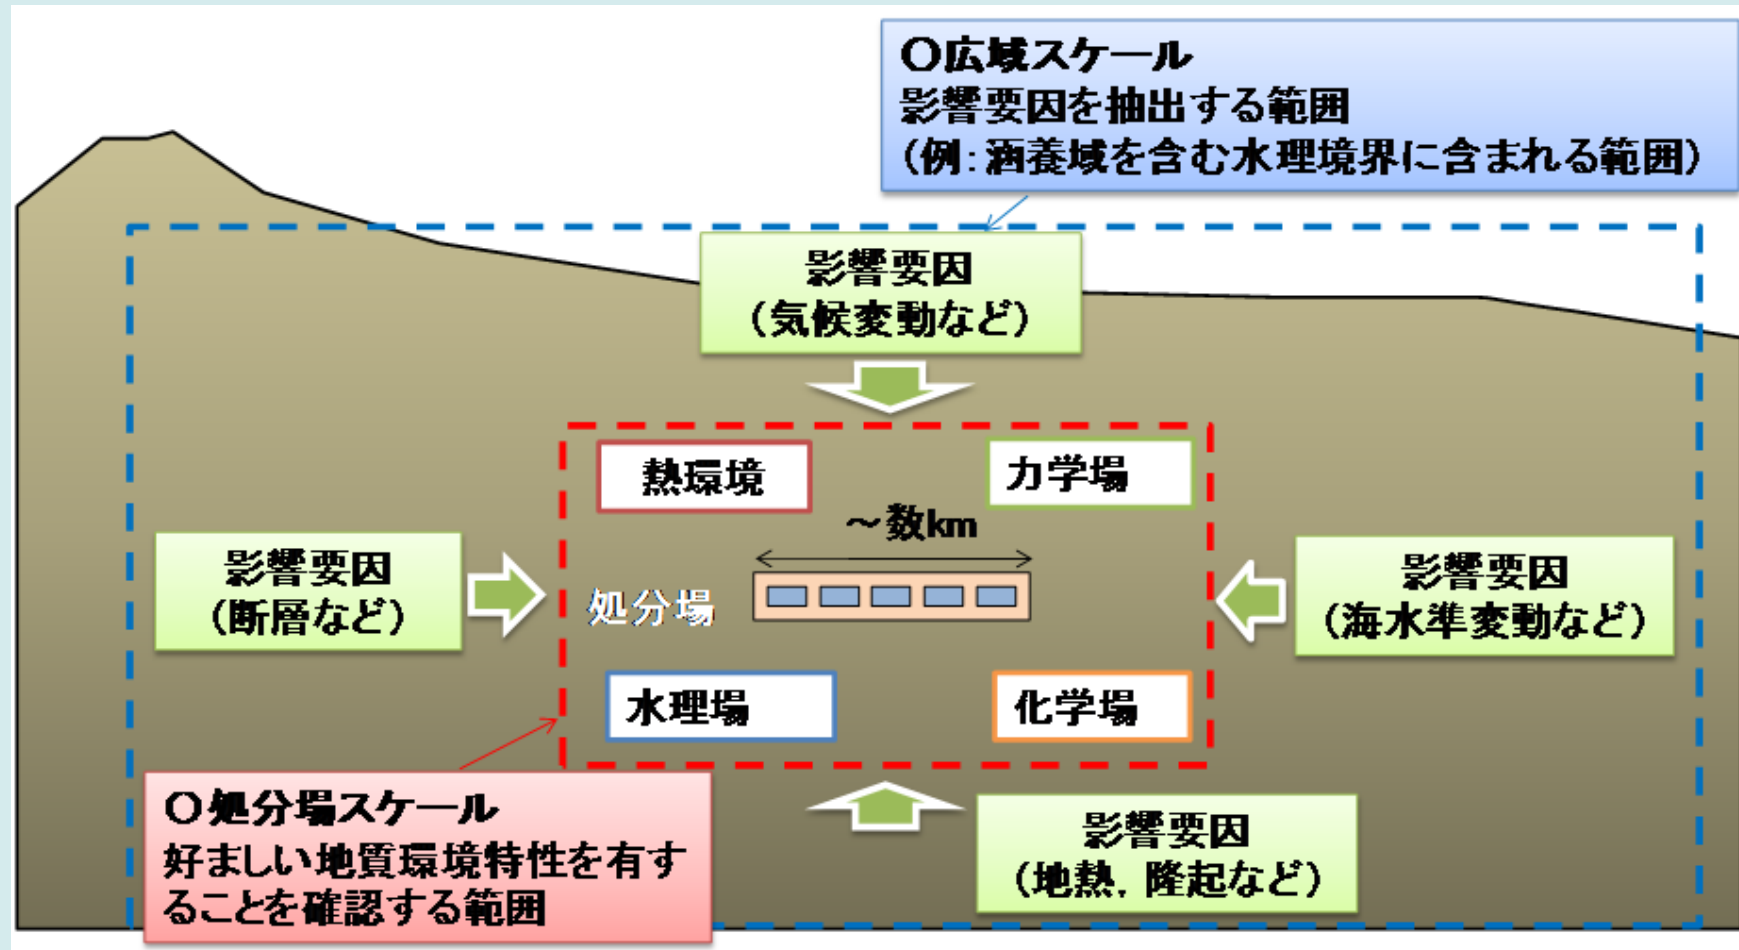 〇広域スケール
影響要因を抽出する範囲
（例：涵養域を含む水理境界に含まれる範囲）
影響要因
（気候変動など）
熱環境
力学場
～数km
影響要因
（断層など）
処分場
影響要因
（海水準変動など）
水理場
化学場
〇処分場スケール
好ましい地質環境特性を有す
ることを確認する範囲
影響要因
（地熱，隆起など）